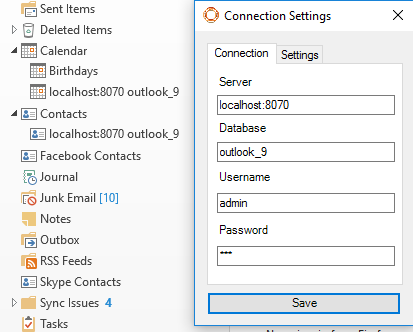 Sent Items
Deleted Items
Calendar
Birthdays
localhost:8070 outlook_9
Contacts
localhost:8070 outlook_9
Facebook Contacts
Journal
Junk Email [10]
Notes
Outbox
RSS Feeds
Skype Contacts
Sync Issues 4
Tasks
Connection Settings
Connection
Settings
Server
localhost:8070
Database
outlook_9
Username
admin
Password
***
Save